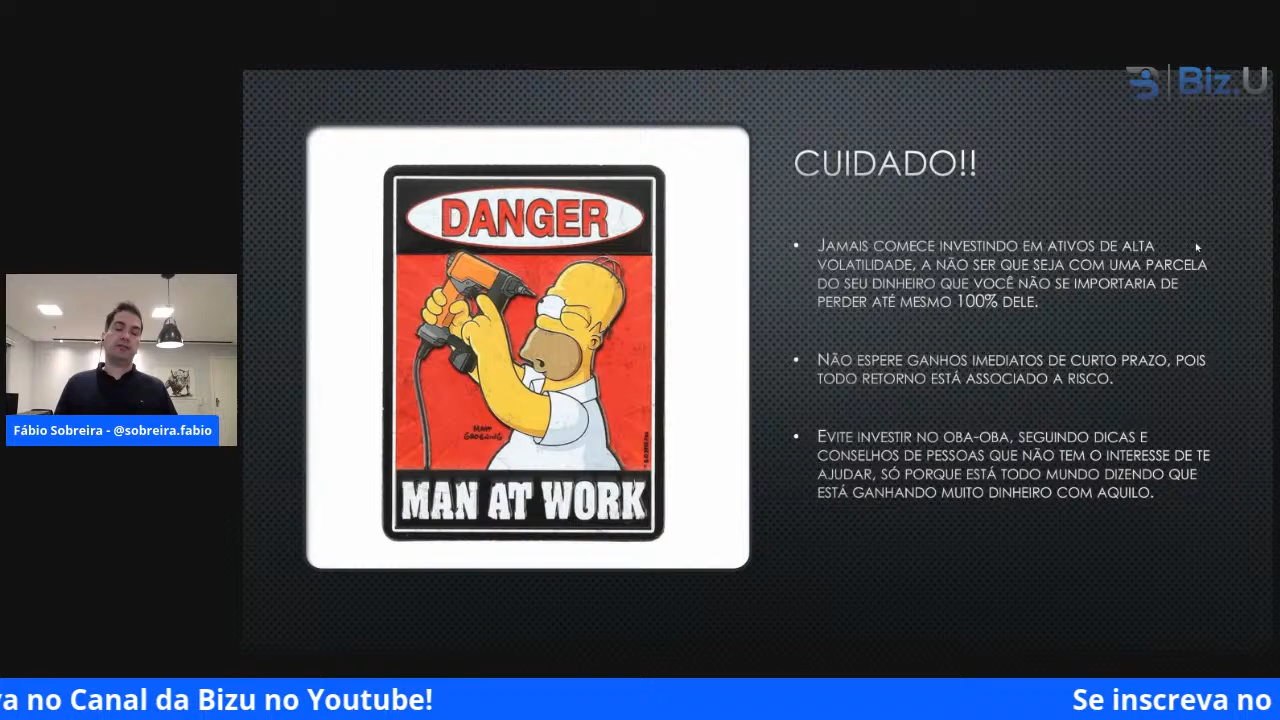 Biz.U
CUIDADO!!
DANGER
• JAMAIS COMECE INVESTINDO EM ATIVOS DE ALTA
VOLATILIDADE, A NÃO SER QUE SEJA COM UMA PARCELA
DO SEU DINHEIRO QUE VOCÊ NÃO SE IMPORTARIA DE
PERDER ATÉ MESMO 100% DELE.
• NÃO ESPERE GANHOS IMEDIATOS DE CURTO PRAZO, POIS
TODO RETORNO ESTÁ ASSOCIADO A RISCO.
• EVITE INVESTIR NO OBA-OBA, SEGUINDO DICAS E
CONSELHOS DE PESSOAS QUE NÃO TEM O INTERESSE DE TE
AJUDAR, SÓ PORQUE ESTÁ TODO MUNDO DIZENDO QUE
ESTÁ GANHANDO MUITO DINHEIRO COM AQUILO.
MATT
GROENING
MAN AT WORK
Fábio Sobreira - @sobreira.fabio
va no Canal da Bizu no Youtube!
Se inscreva no